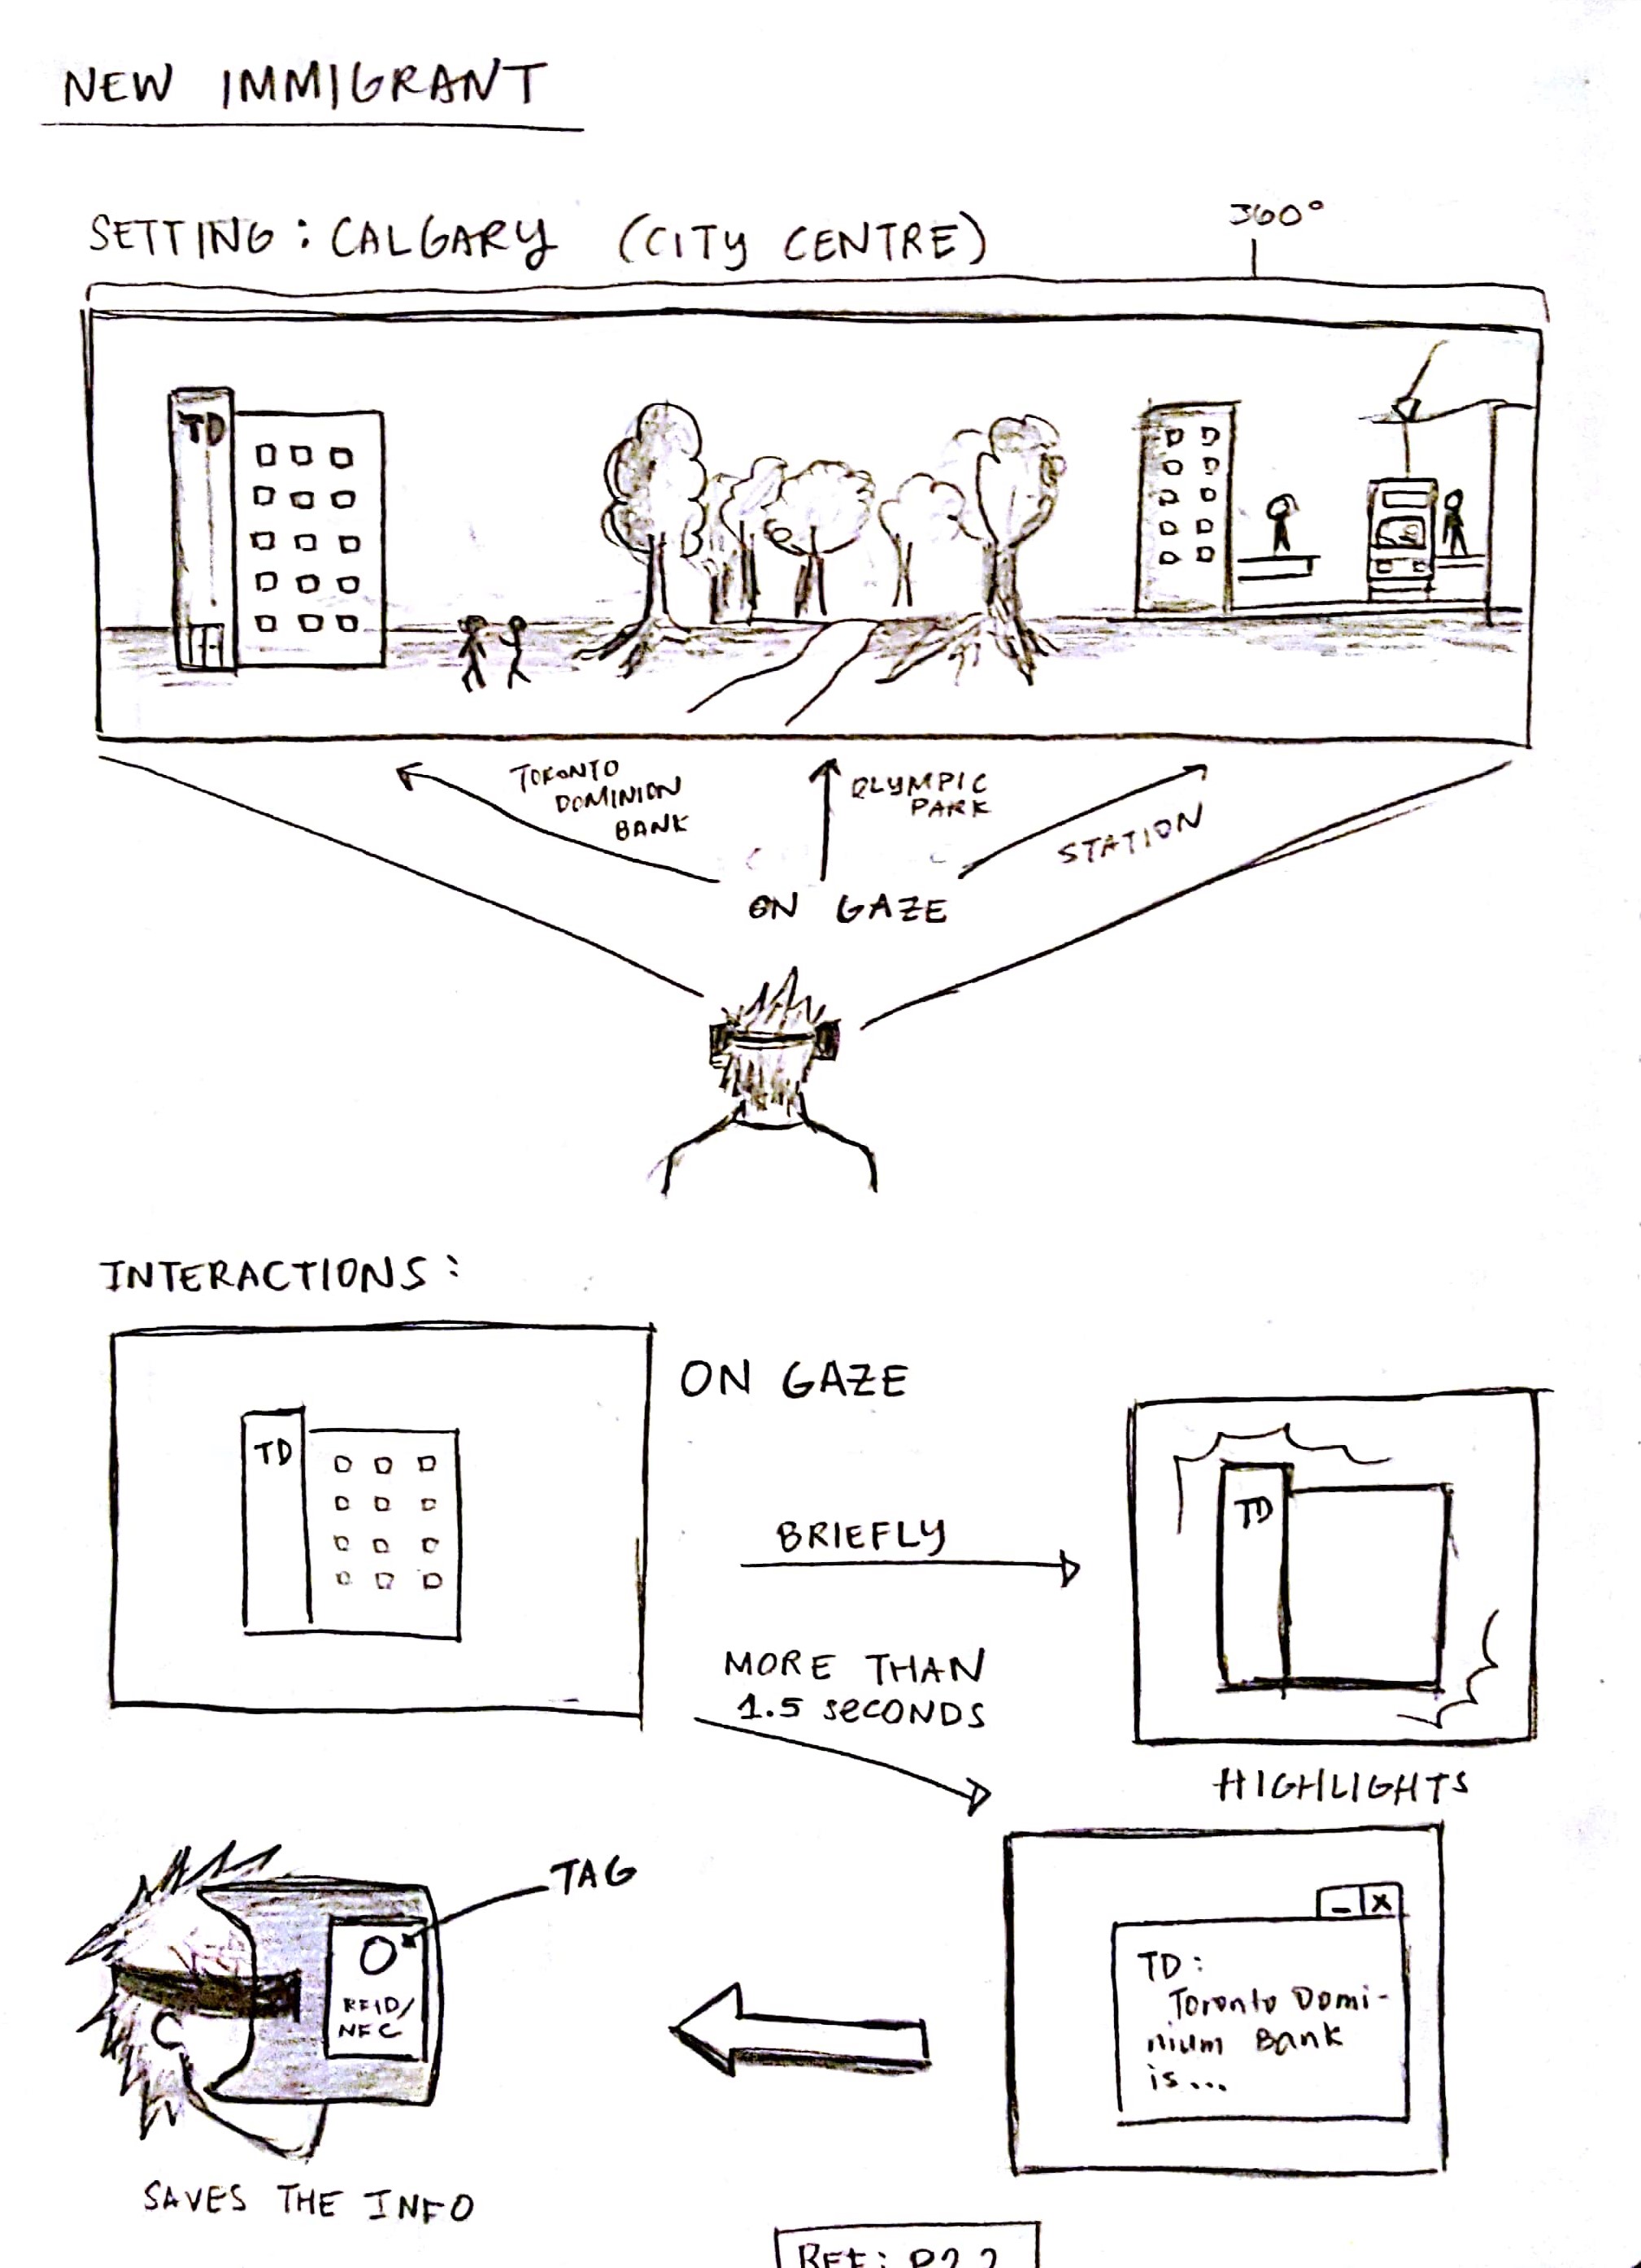 NEW IMMIGRANT
SETTING: CALGARY (CITY CENTRE)
360°
TD
TORONTO
DOMINION
BANK
OLYMPIC
PARK
STATION
ON GAZE
INTERACTIONS:
ON GAZE
TD
BRIEFLY
TD
MORE THAN
1.5 SECONDS
HIGHLIGHTS
TAG
RFID/
NFC
TD:
Toronto Domi-
nium Bank
is...
SAVES THE INFO
REF: P2.2